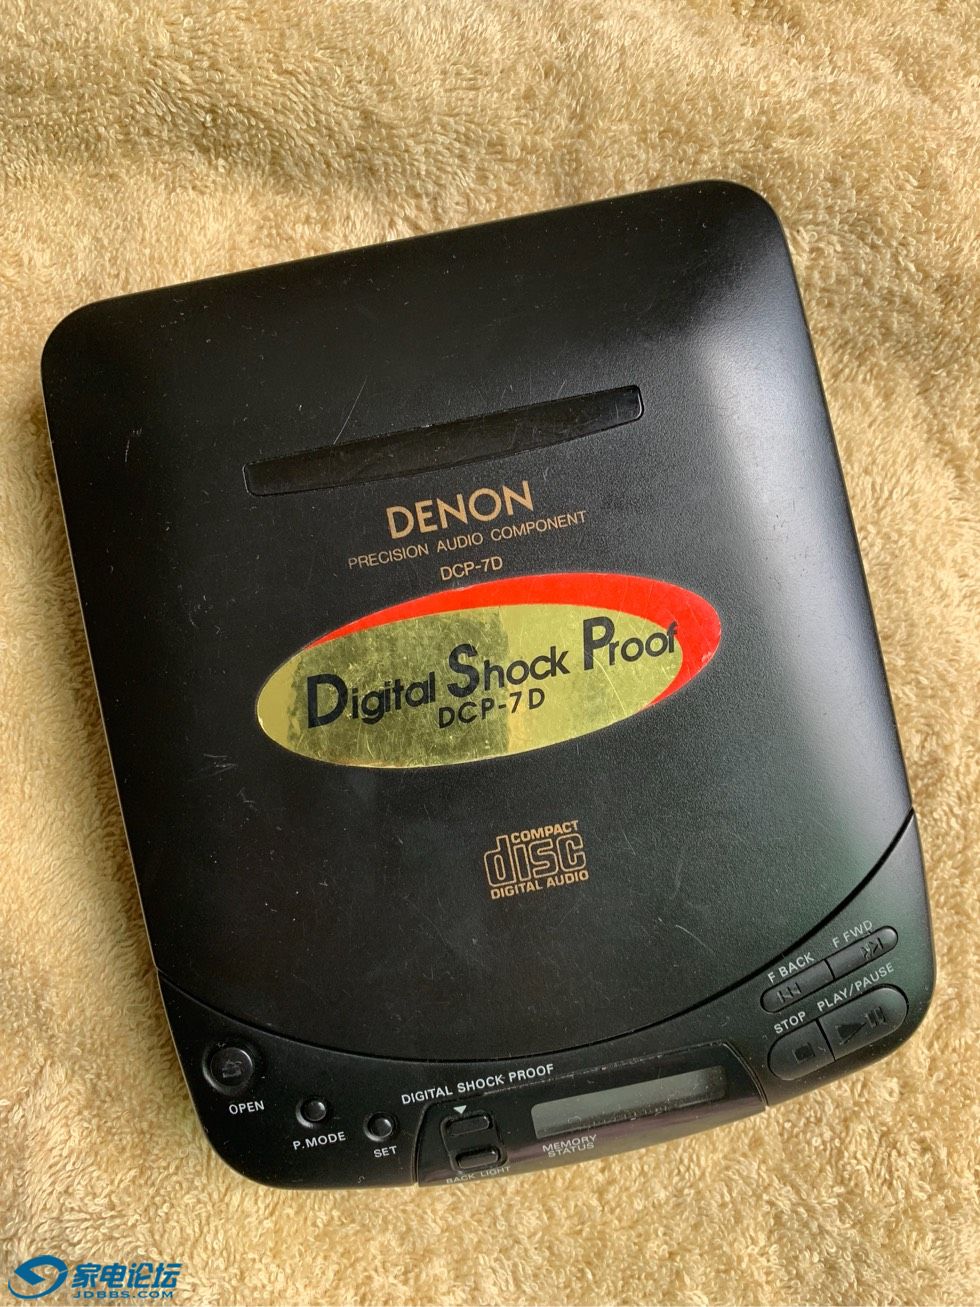 DENON
PRECISION AUDIO COMPONENT
DCP-7D
Digital Shock Proof
DCP-7D
COMPACT
disc
DIGITAL AUDIO
F BACK
F FWD
STOP
PLAY/PAUSE
OPEN
P.MODE
SET
DIGITAL SHOCK PROOF
MEMORY
STATUS
BACK LIGHT
家电论坛
JDBBS.COM